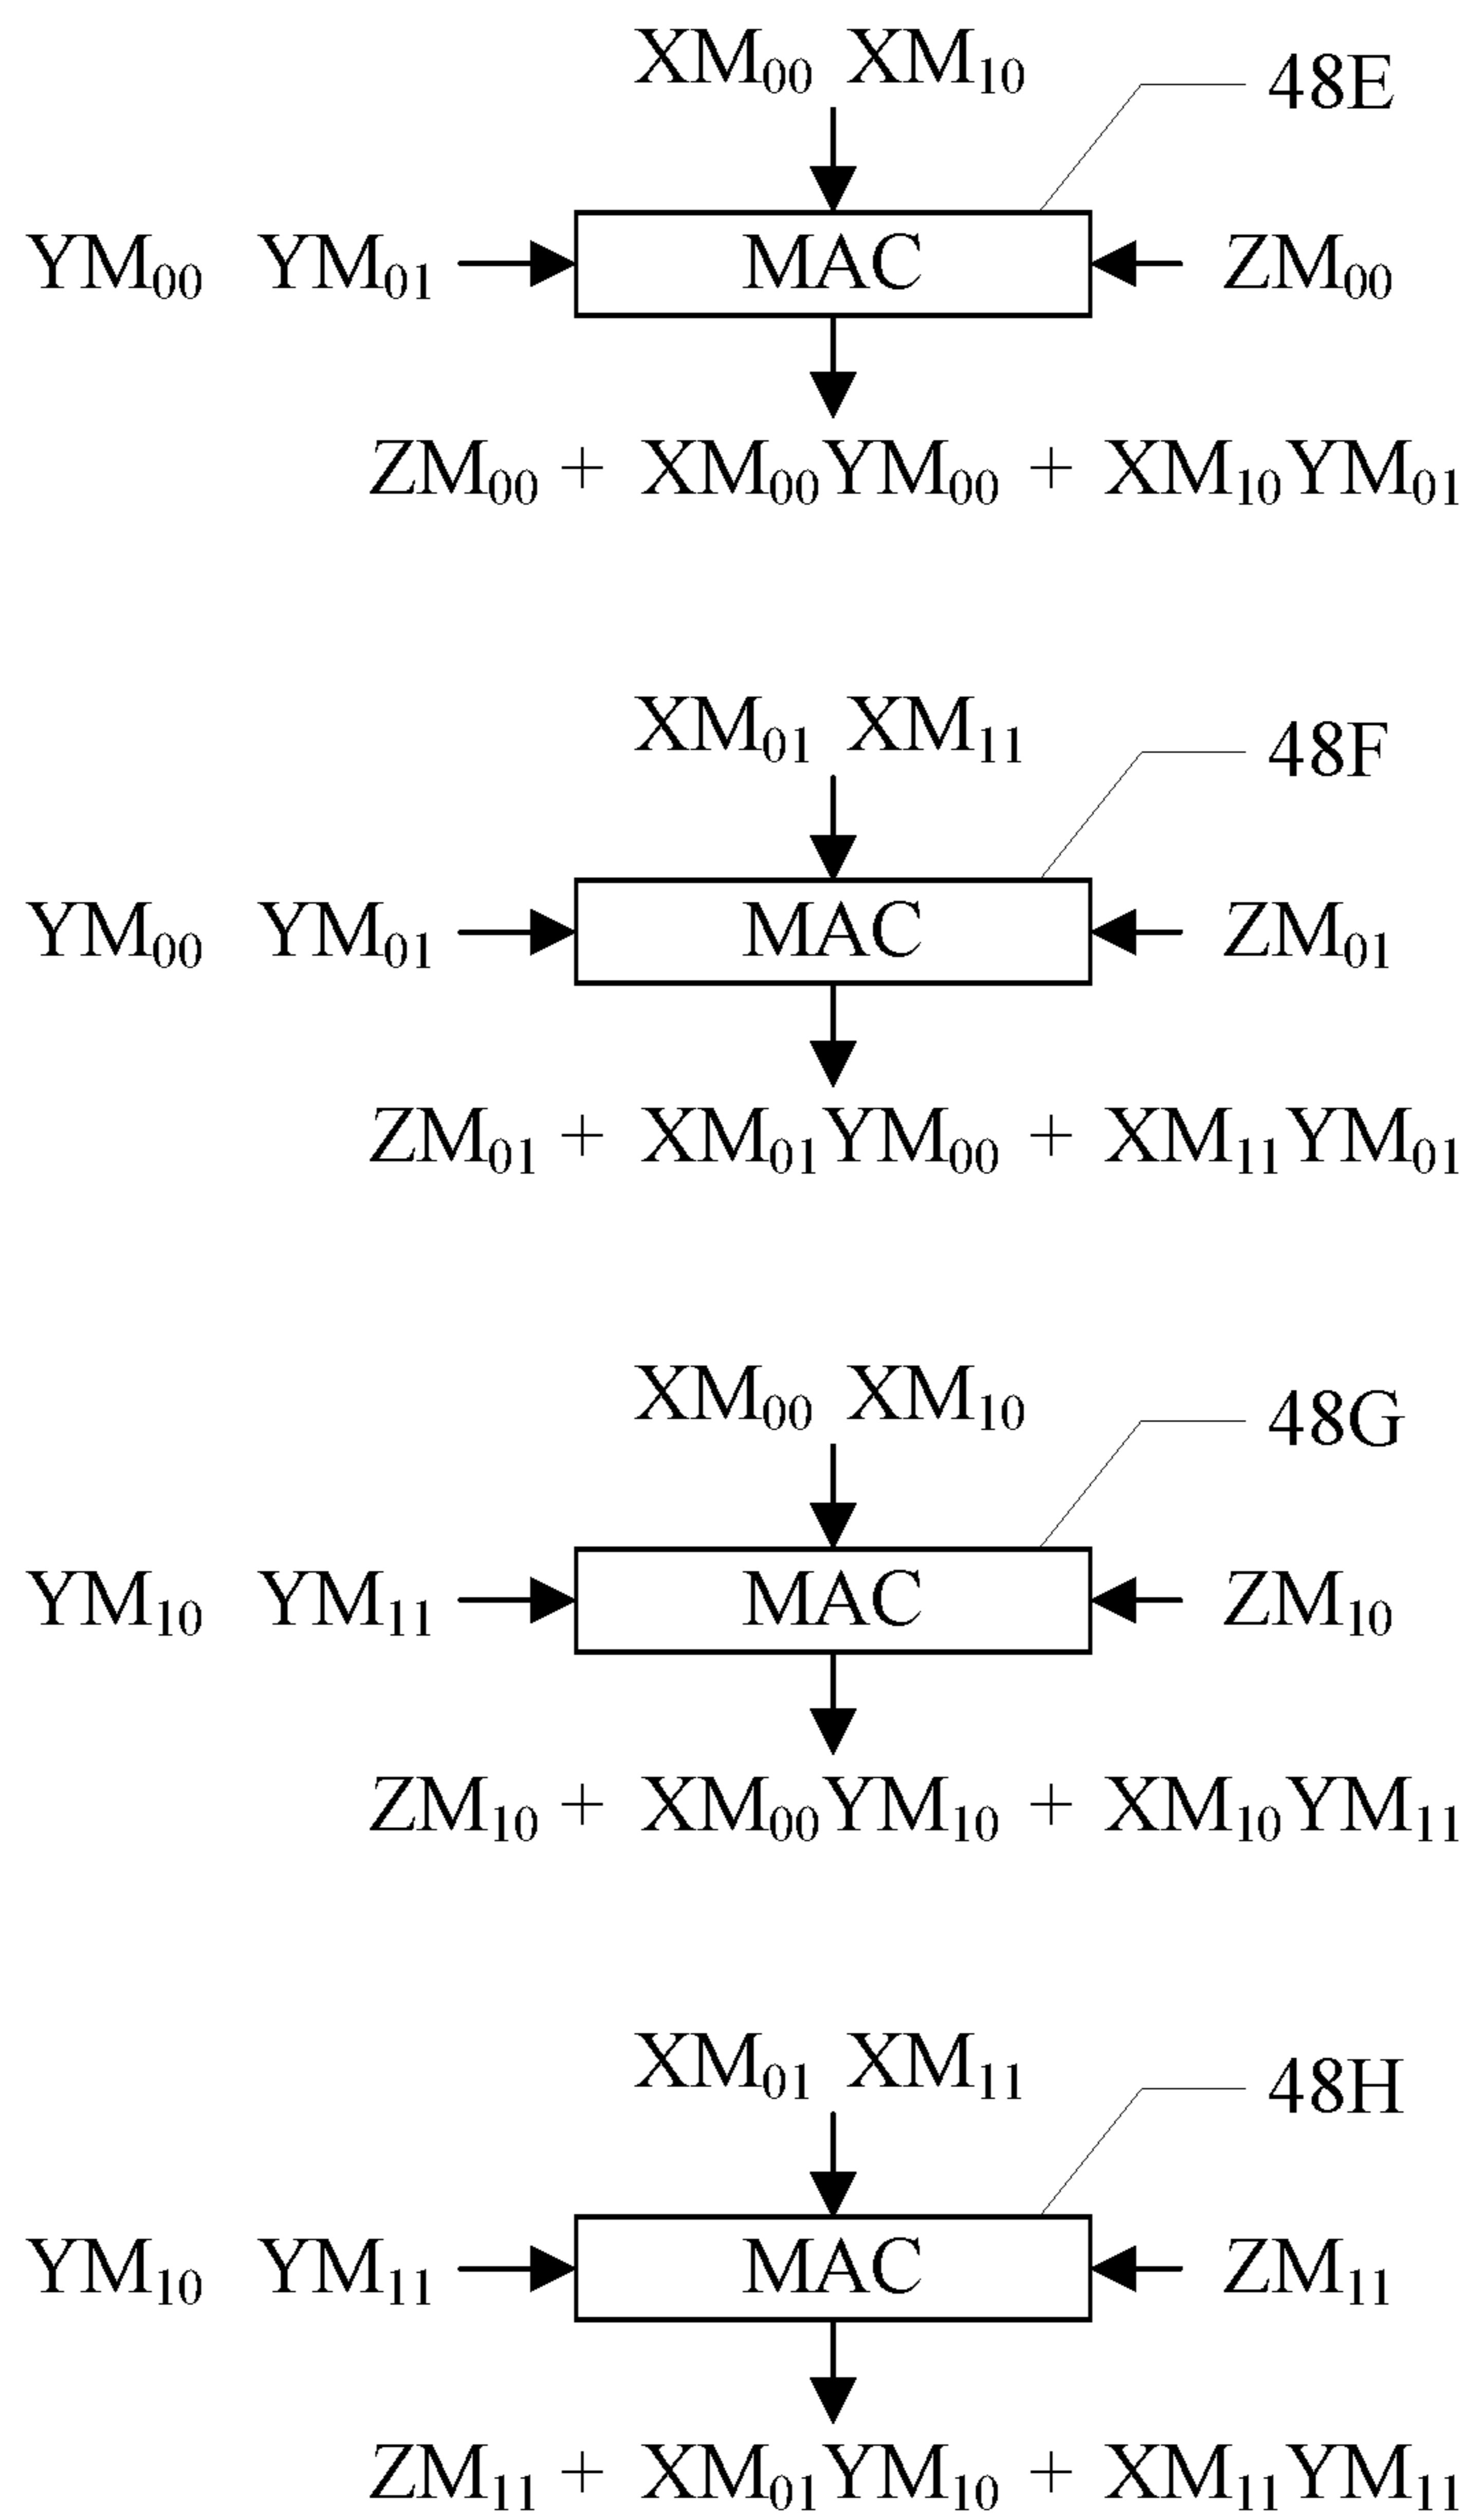 XM₀₀ XM₁₀
48E
YM₀₀ YM₀₁ MAC ZM₀₀
ZM₀₀ + XM₀₀YM₀₀ + XM₁₀YM₀₁
XM₀₁ XM₁₁
48F
YM₀₀ YM₀₁ MAC ZM₀₁
ZM₀₁ + XM₀₁YM₀₀ + XM₁₁YM₀₁
XM₀₀ XM₁₀
48G
YM₁₀ YM₁₁ MAC ZM₁₀
ZM₁₀ + XM₀₀YM₁₀ + XM₁₀YM₁₁
XM₀₁ XM₁₁
48H
YM₁₀ YM₁₁ MAC ZM₁₁
ZM₁₁ + XM₀₁YM₁₀ + XM₁₁YM₁₁